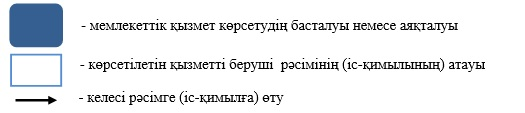 - мемлекеттік қызмет көрсетудің басталуы немесе аяқталуы
- көрсетілетін қызметті беруші рәсімінің (іс-қимылының) атауы
- келесі рәсімге (іс-қимылға) өту